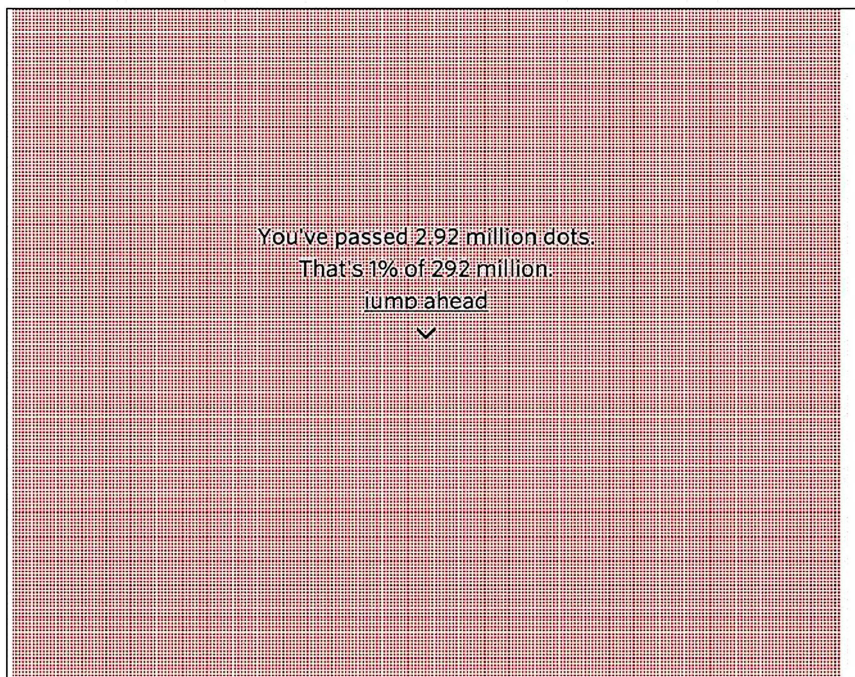 You've passed 2.92 million dots.
That's 1% of 292 million.
jump ahead